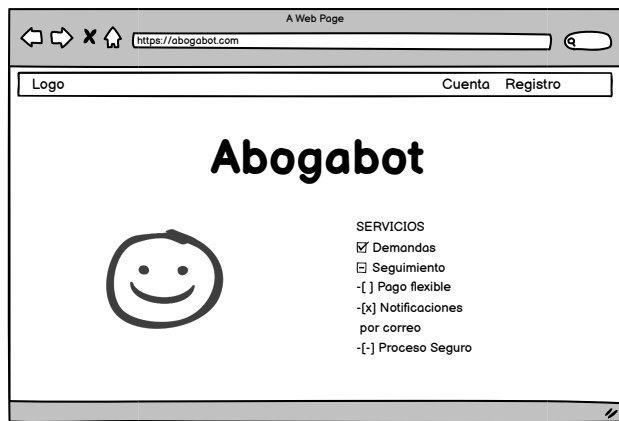 A Web Page
https://abogabot.com
Logo Cuenta Registro
Abogabot
SERVICIOS
Demandas
Seguimiento
-[ ] Pago flexible
-[x] Notificaciones
por correo
-[-] Proceso Seguro